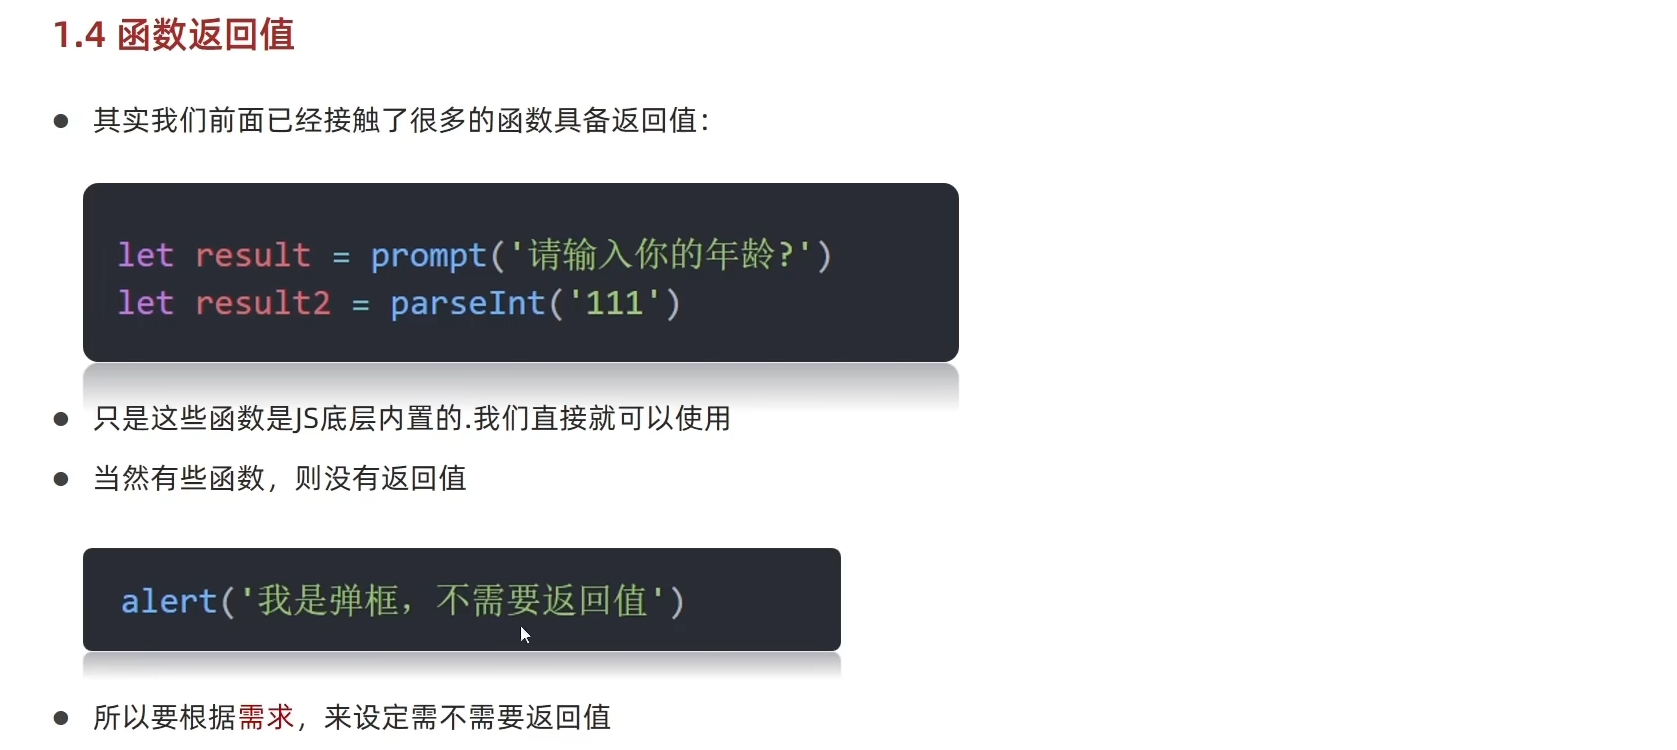 1.4 函数返回值
其实我们前面已经接触了很多的函数具备返回值：
let result = prompt('请输入你的年龄?')
let result2 = parseInt('111')
只是这些函数是JS底层内置的.我们直接就可以使用
当然有些函数，则没有返回值
alert('我是弹框，不需要返回值')
所以要根据需求，来设定需不需要返回值